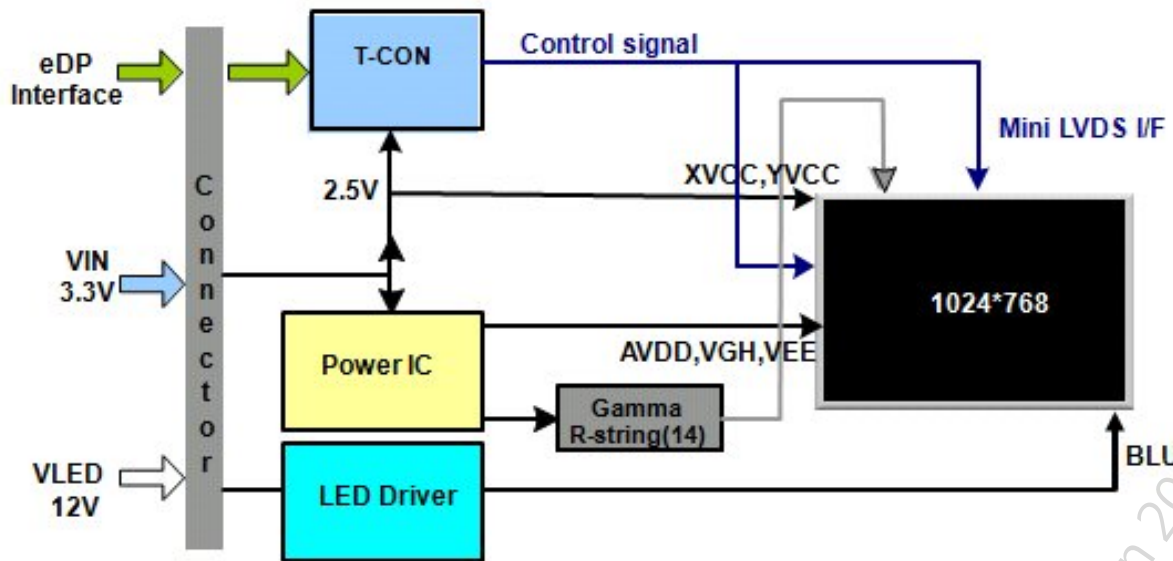 eDP
Interface
T-CON
Control signal
Mini LVDS I/F
Connector
2.5V
XVCC,YVCC
VIN
3.3V
1024*768
Power IC
AVDD,VGH,VEE
Gamma
R-string(14)
VLED
12V
LED Driver
BLU